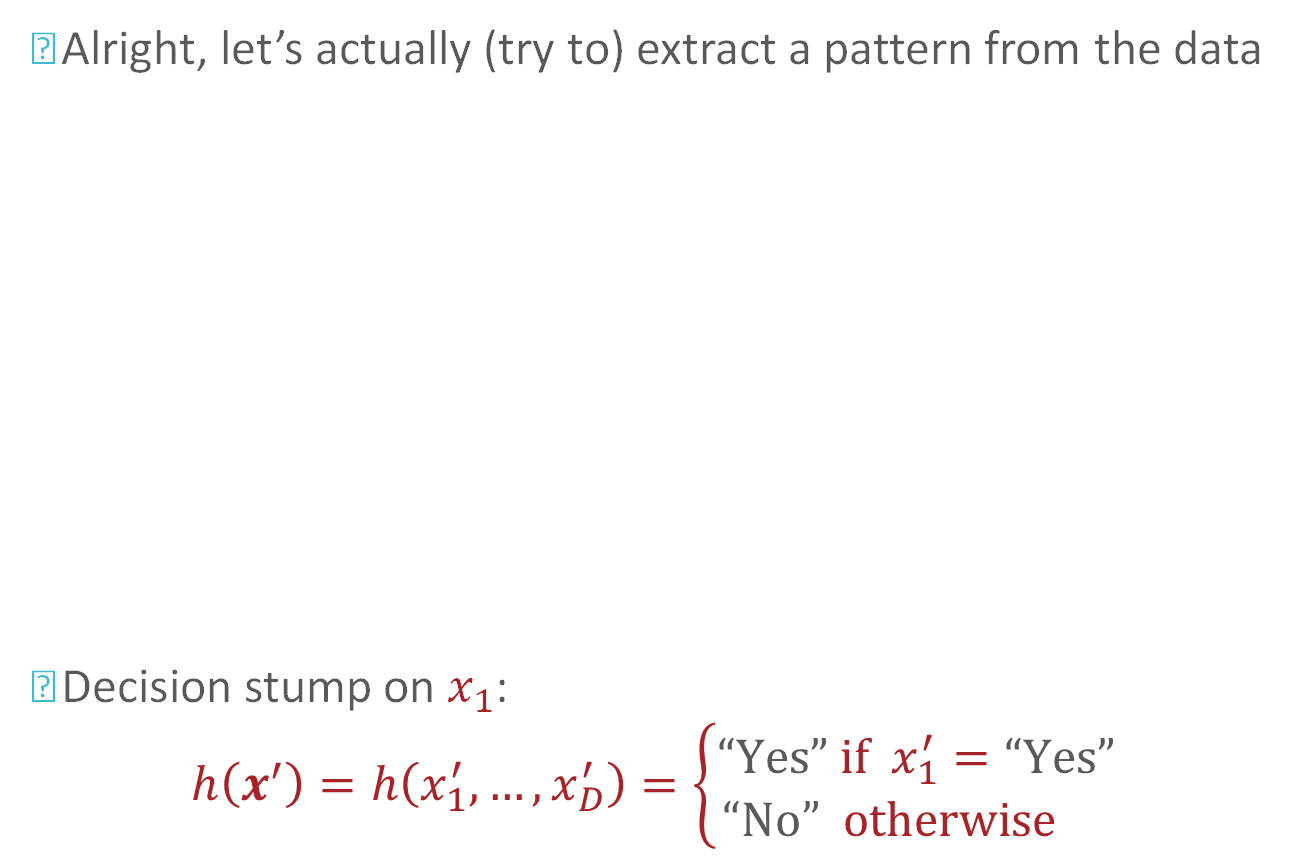 Alright, let’s actually (try to) extract a pattern from the data
Decision stump on x₁:
h(x′) = h(x′₁, … , x′_D) = { “Yes” if x′₁ = “Yes”
“No” otherwise